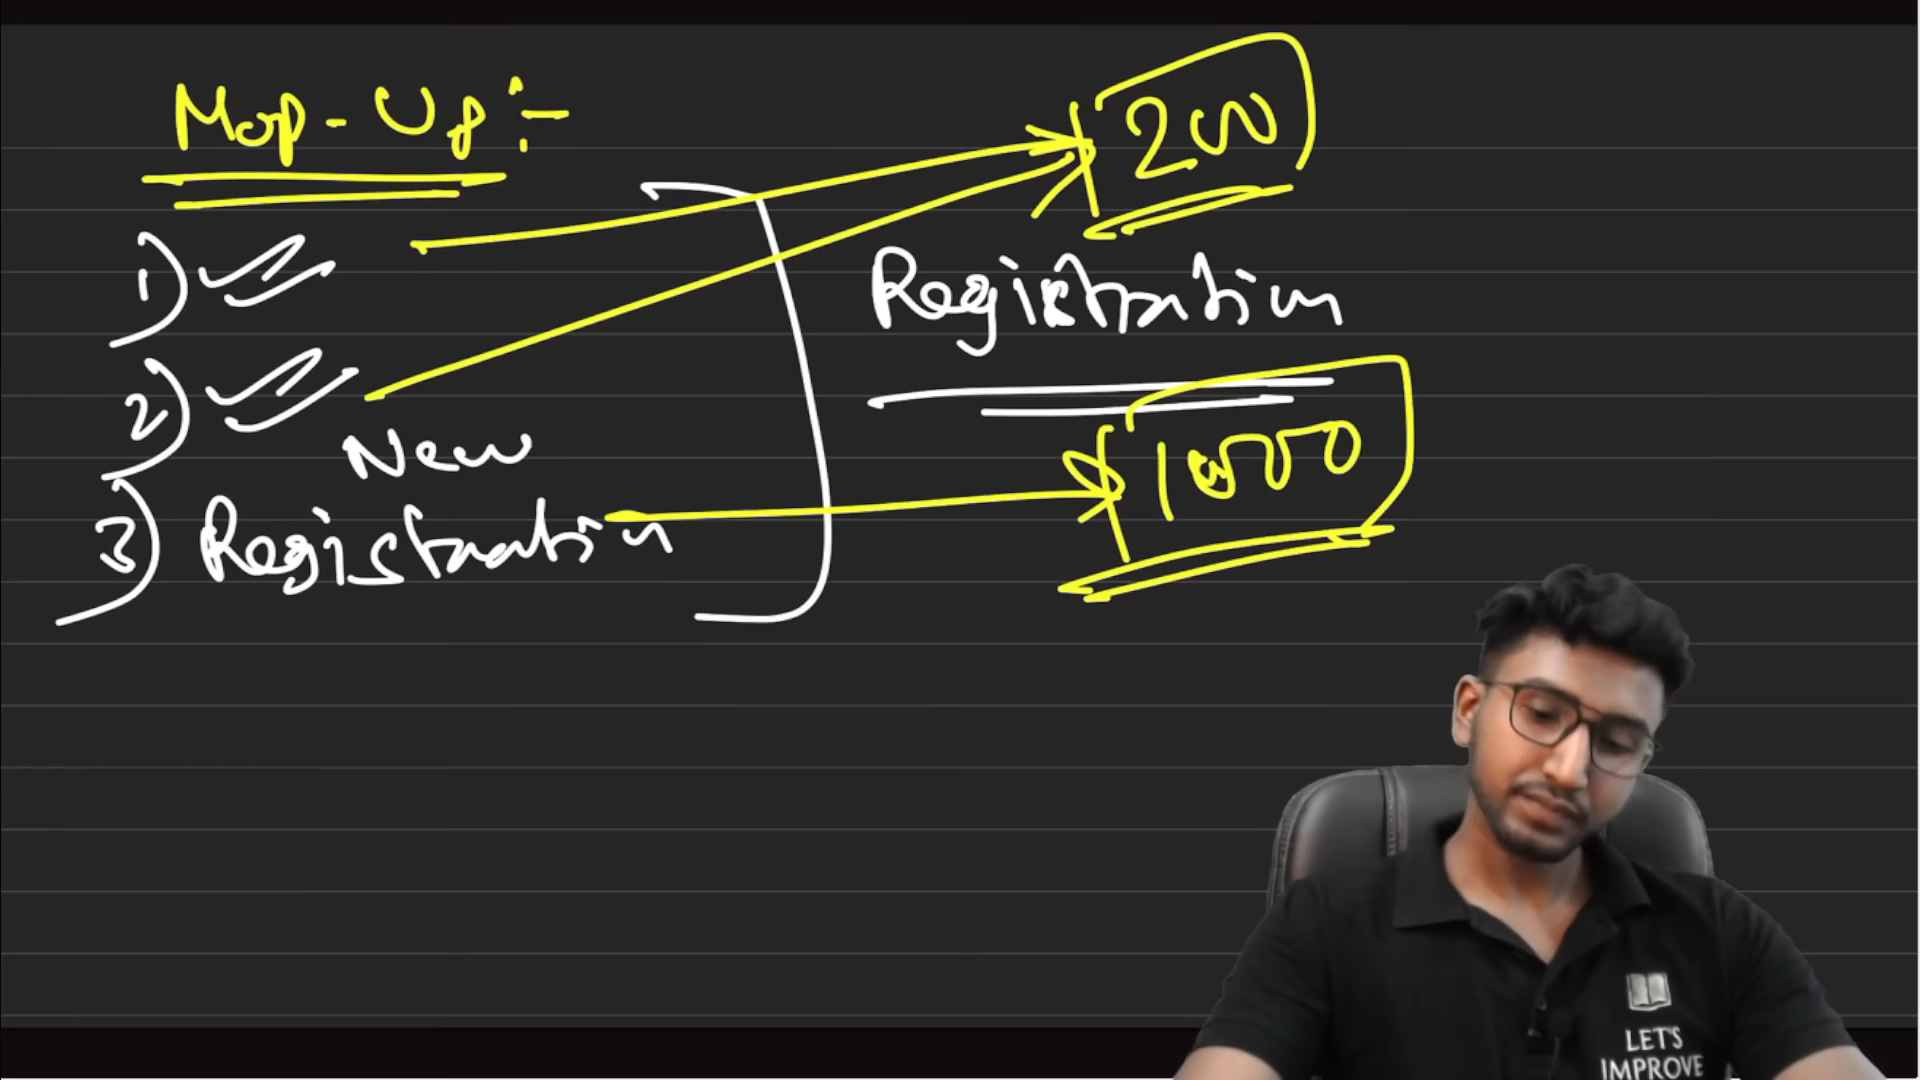 Mop-Up :-
1)
2)
New
3) Registration
200
Registration
1000
LET'S
IMPROVE